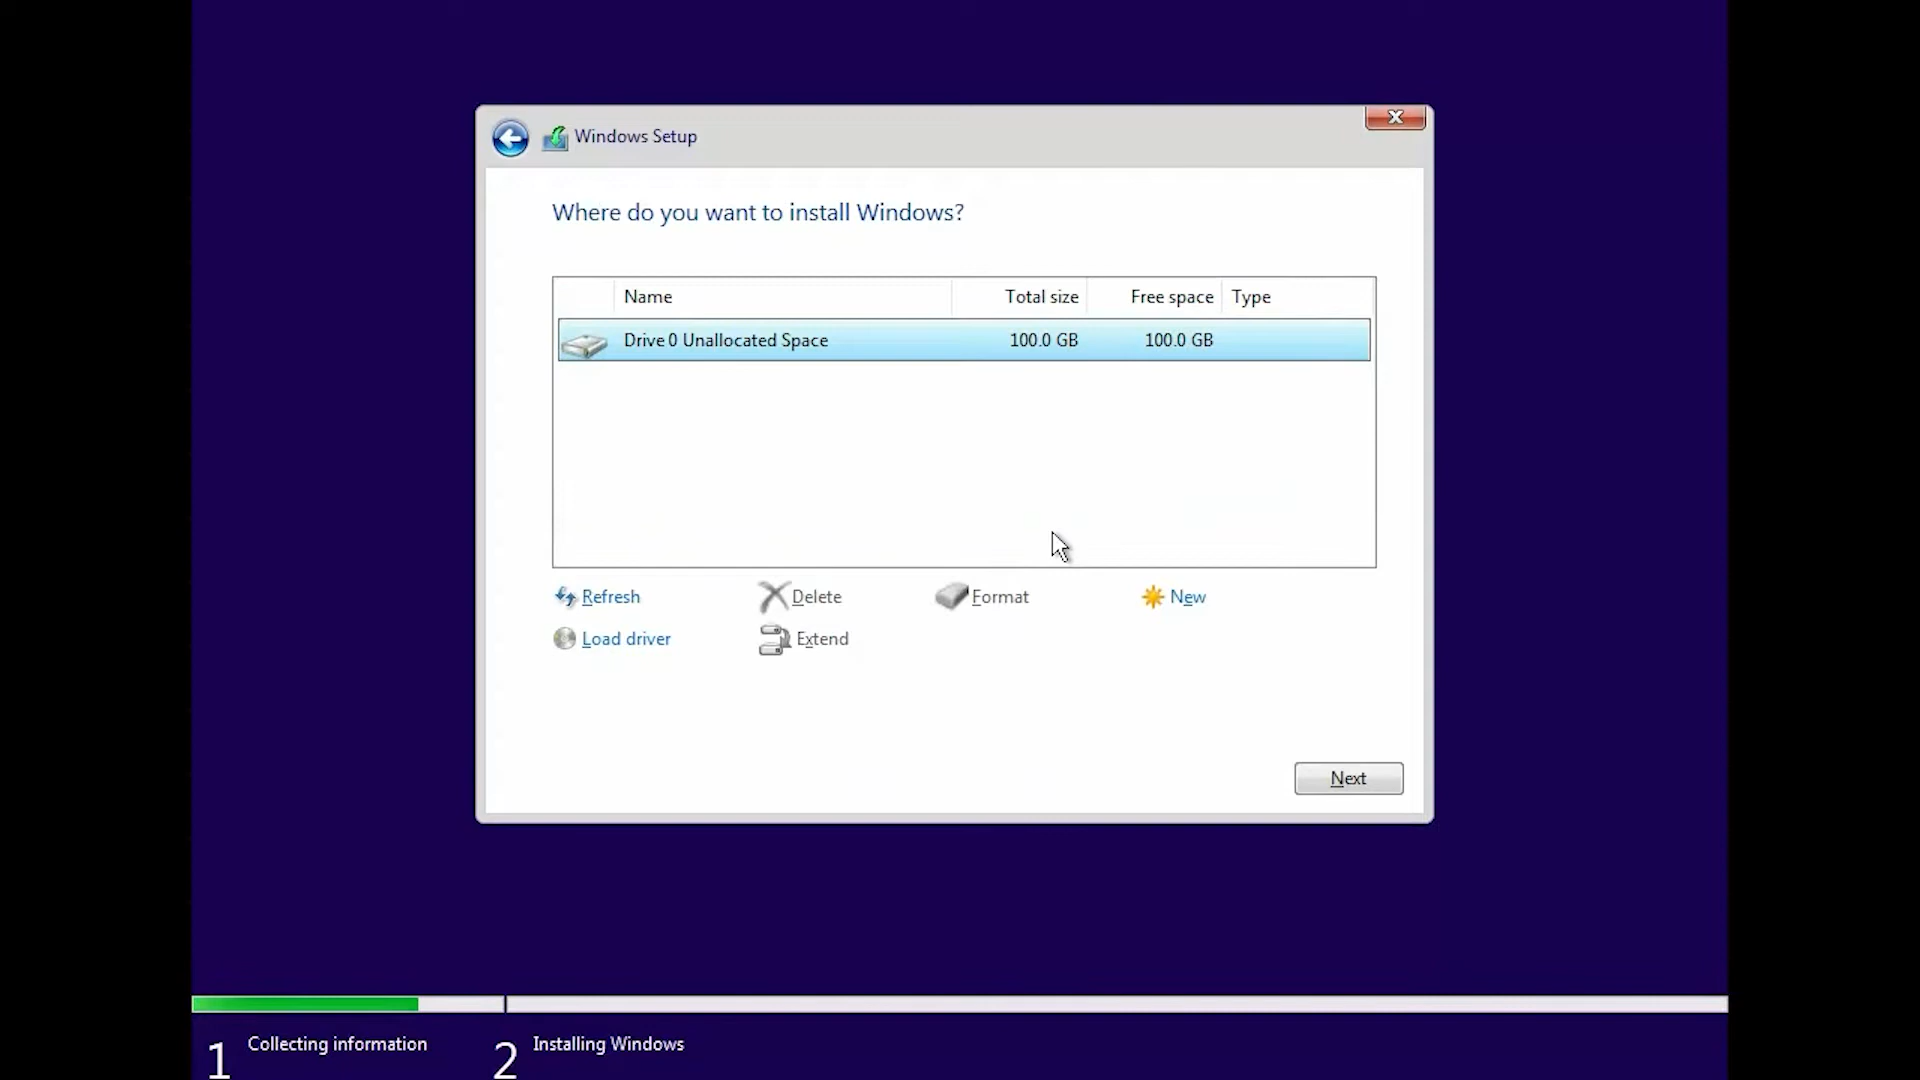 Windows Setup
Where do you want to install Windows?
Name Total size Free space Type
Drive 0 Unallocated Space 100.0 GB 100.0 GB
Refresh Delete Format New
Load driver Extend
Next
1 Collecting information 2 Installing Windows